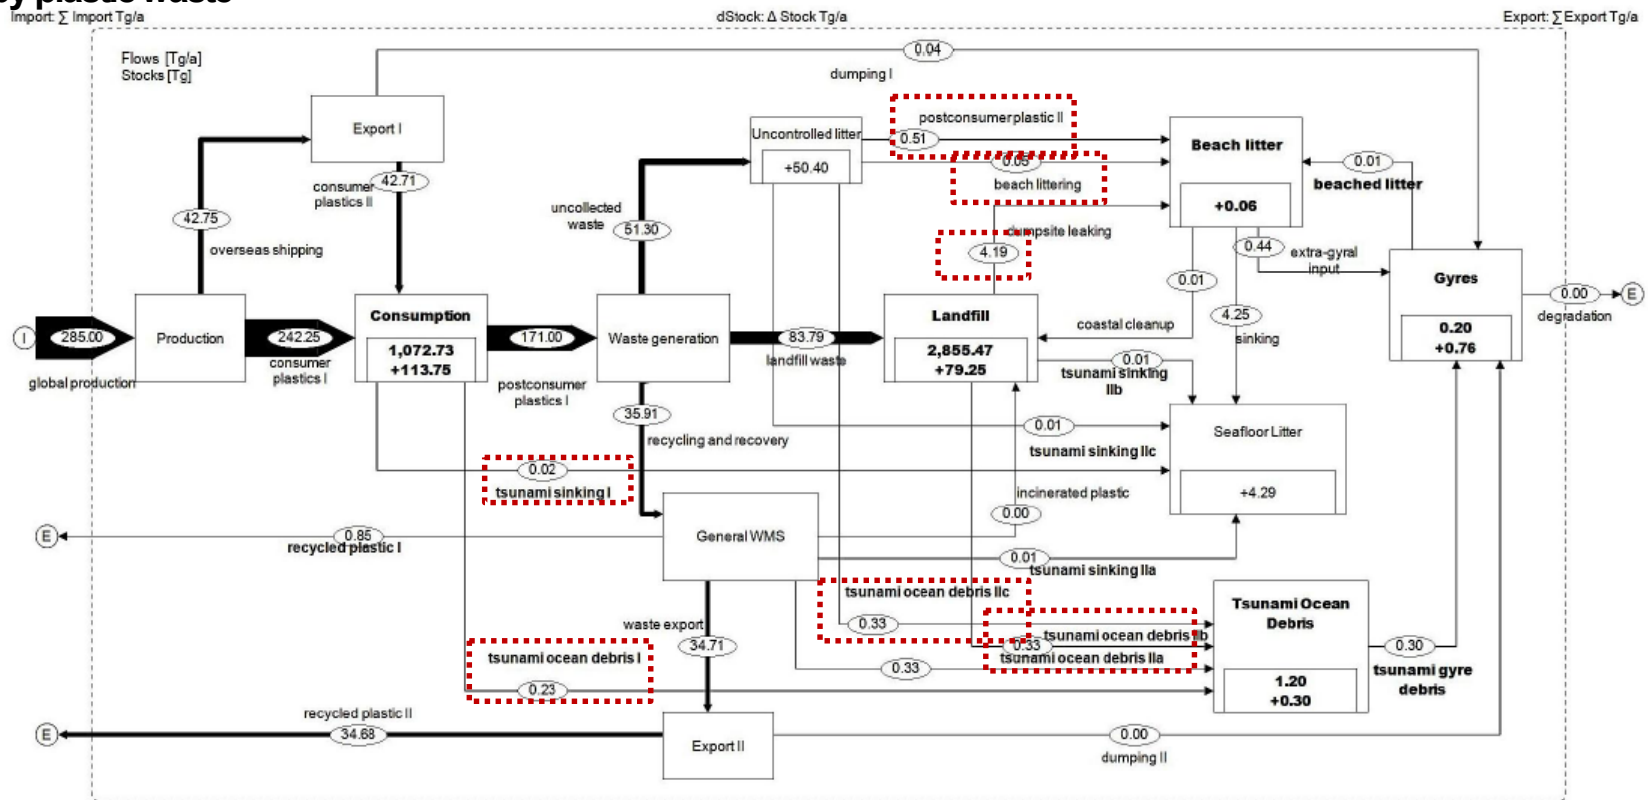 by plastic waste
Import: ∑ Import Tg/a
dStock: Δ Stock Tg/a
Export: ∑ Export Tg/a
Flows [Tg/a]
Stocks [Tg]
0.04
dumping I
Export I
postconsumer plastic II
0.51
Uncontrolled litter
+50.40
0.05
beach littering
Beach litter
+0.06
0.01
beached litter
consumer
plastics II
42.71
42.75
overseas shipping
uncollected
waste
51.30
dumpsite leaking
4.19
0.44
extra-gyral
input
0.01
4.25
sinking
coastal cleanup
Gyres
0.20
+0.76
0.00
E
degradation
I
285.00
global production
Production
242.25
consumer
plastics I
Consumption
1,072.73
+113.75
171.00
postconsumer
plastics I
Waste generation
83.79
landfill waste
Landfill
2,855.47
+79.25
0.01
tsunami sinking
IIb
35.91
recycling and recovery
0.01
tsunami sinking IIc
Seafloor Litter
+4.29
0.02
tsunami sinking I
incinerated plastic
0.00
E
0.85
recycled plastic I
General WMS
0.01
tsunami sinking IIa
tsunami ocean debris IIc
0.33
Tsunami Ocean
Debris
1.20
+0.30
waste export
34.71
tsunami ocean debris IIb
0.33
tsunami ocean debris IIa
0.33
0.30
tsunami gyre
debris
tsunami ocean debris I
0.23
recycled plastic II
E
34.68
Export II
0.00
dumping II